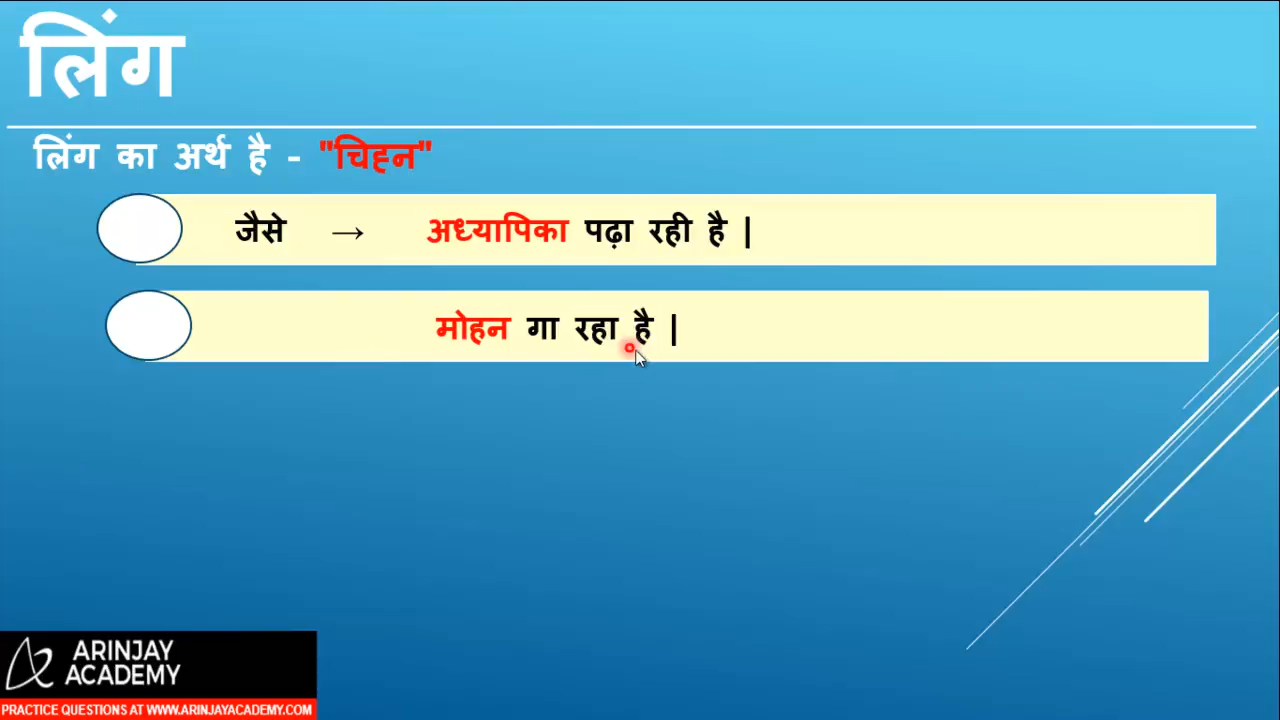 लिंग
लिंग का अर्थ है - "चिह्न"
जैसे → अध्यापिका पढ़ा रही है |
मोहन गा रहा है |
ARINJAY
ACADEMY
PRACTICE QUESTIONS AT WWW.ARINJAYACADEMY.COM